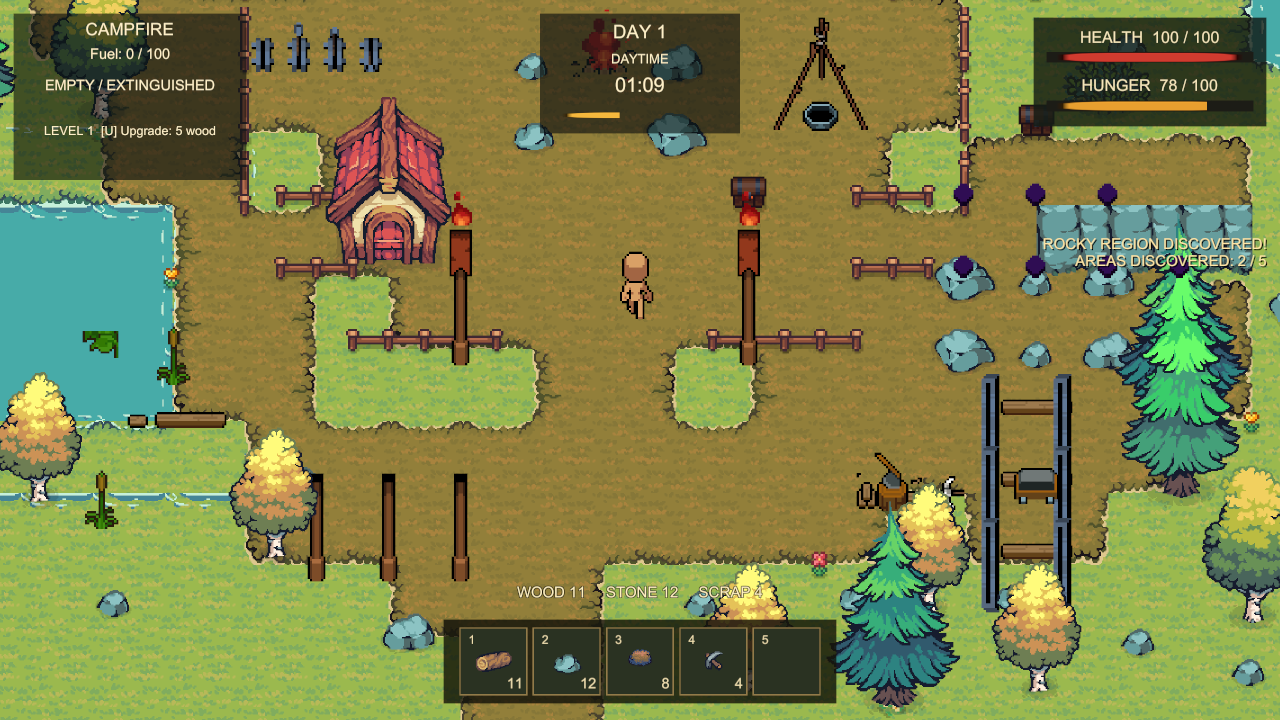 CAMPFIRE
Fuel: 0 / 100
EMPTY / EXTINGUISHED
LEVEL 1 [U] Upgrade: 5 wood
DAY 1
DAYTIME
01:09
HEALTH 100 / 100
HUNGER 78 / 100
ROCKY REGION DISCOVERED!
AREAS DISCOVERED: 2 / 5
WOOD 11 STONE 12 SCRAP 4
1 2 3 4 5
11 12 8 4